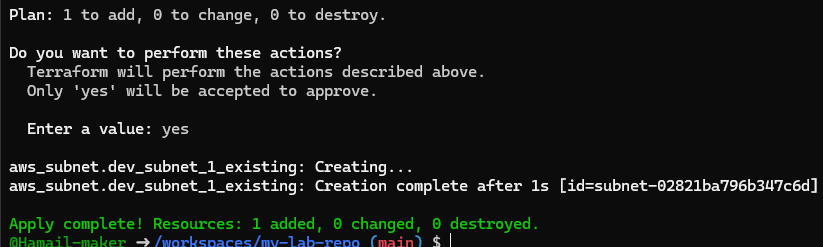 Plan: 1 to add, 0 to change, 0 to destroy.
Do you want to perform these actions?
Terraform will perform the actions described above.
Only 'yes' will be accepted to approve.
Enter a value: yes
aws_subnet.dev_subnet_1_existing: Creating...
aws_subnet.dev_subnet_1_existing: Creation complete after 1s [id=subnet-02821ba796b347c6d]
Apply complete! Resources: 1 added, 0 changed, 0 destroyed.
@Hamail-maker ➜ /workspaces/my-lab-repo (main) $